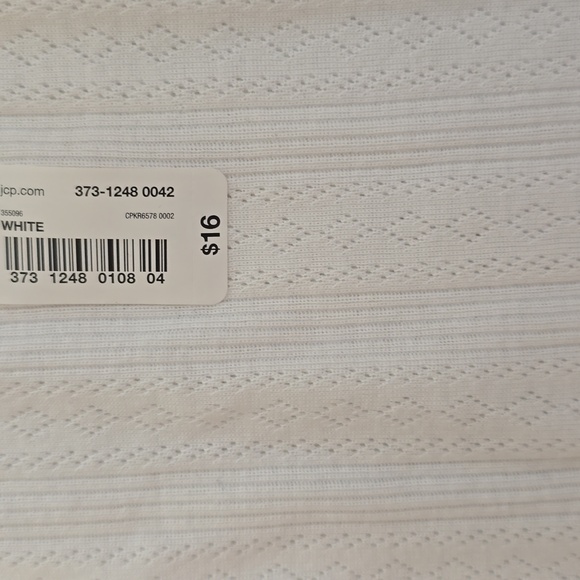 jcp.com 373-1248 0042
355096 CPKR6578 0002
WHITE
373 1248 0108 04
$16